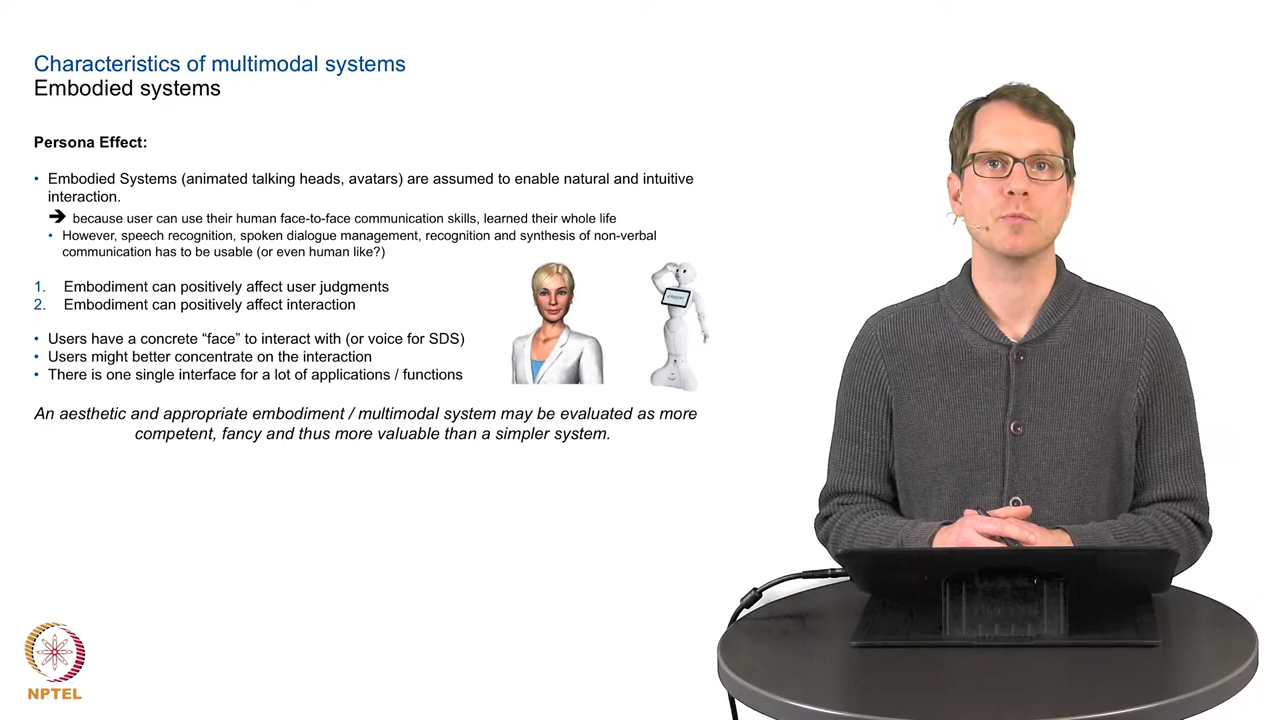 Characteristics of multimodal systems
Embodied systems
Persona Effect:
• Embodied Systems (animated talking heads, avatars) are assumed to enable natural and intuitive
interaction.
➔ because user can use their human face-to-face communication skills, learned their whole life
• However, speech recognition, spoken dialogue management, recognition and synthesis of non-verbal
communication has to be usable (or even human like?)
1. Embodiment can positively affect user judgments
2. Embodiment can positively affect interaction
• Users have a concrete “face” to interact with (or voice for SDS)
• Users might better concentrate on the interaction
• There is one single interface for a lot of applications / functions
An aesthetic and appropriate embodiment / multimodal system may be evaluated as more
competent, fancy and thus more valuable than a simpler system.
NPTEL